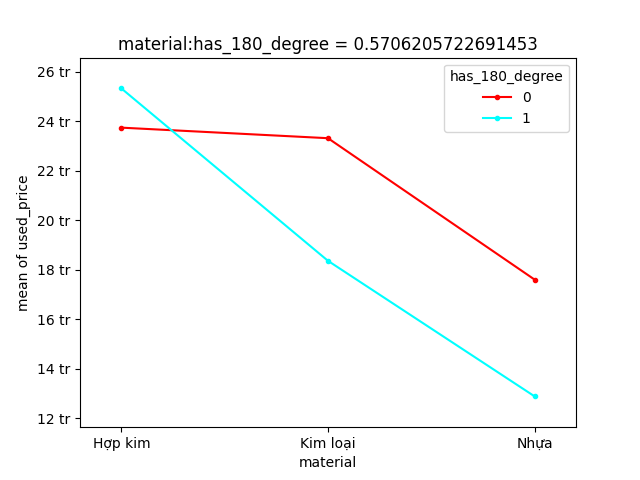 material:has_180_degree = 0.5706205722691453
has_180_degree
0
1
mean of used_price
26 tr
24 tr
22 tr
20 tr
18 tr
16 tr
14 tr
12 tr
Hợp kim
Kim loại
Nhựa
material